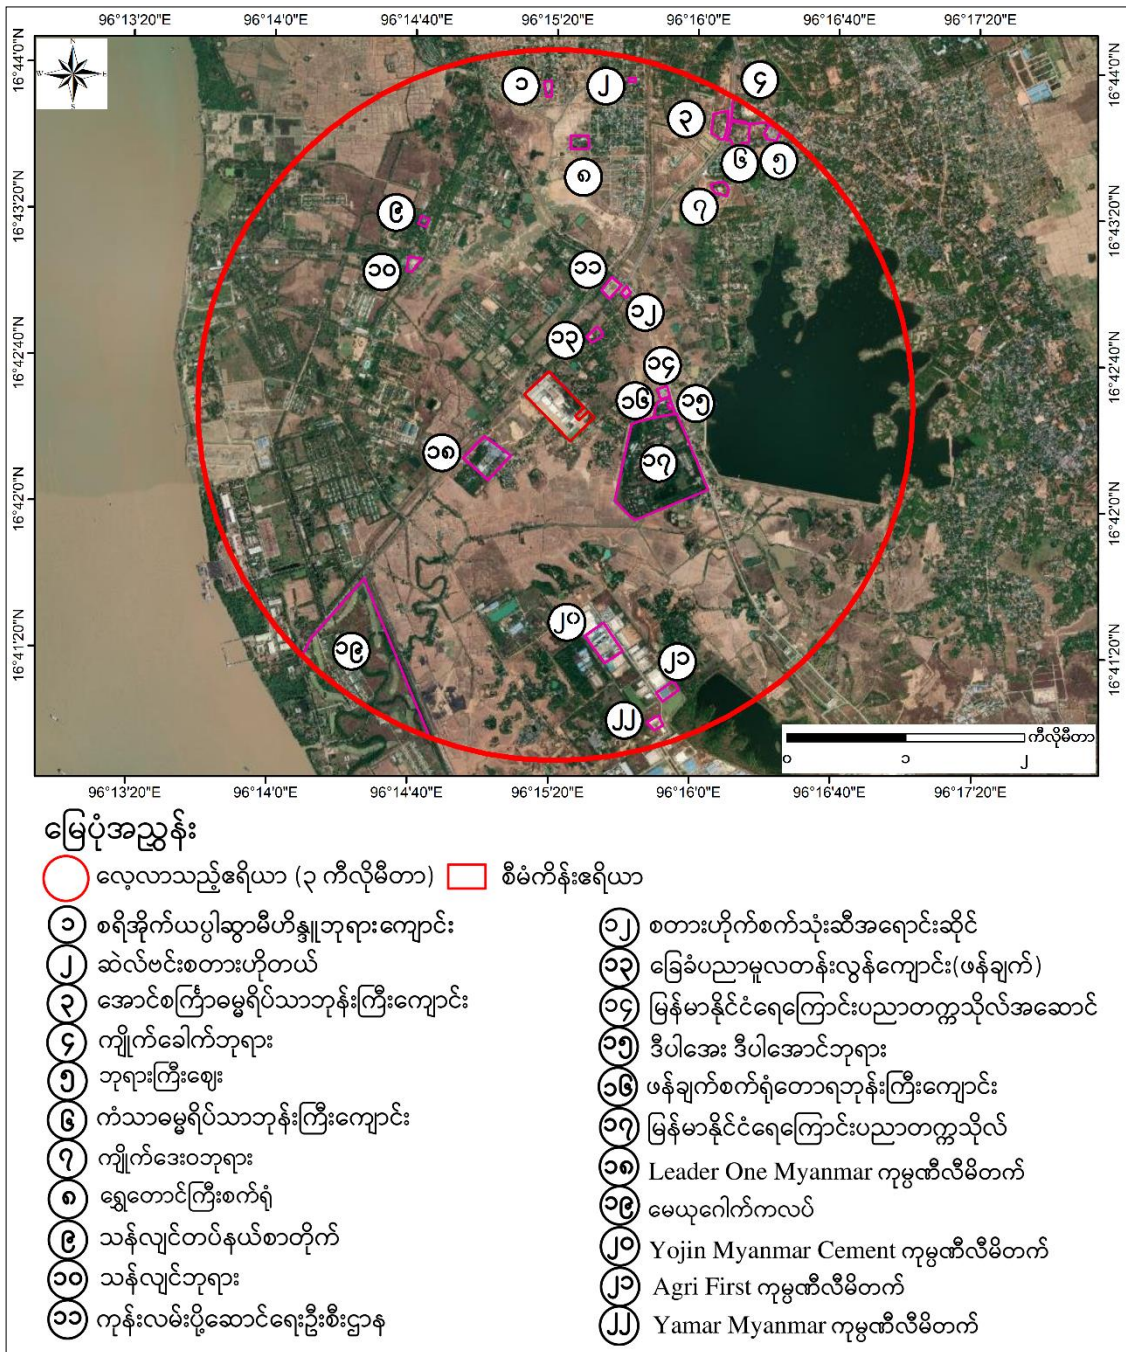 96°13'20"E 96°14'0"E 96°14'40"E 96°15'20"E 96°16'0"E 96°16'40"E 96°17'20"E
16°44'0"N 16°44'0"N
N
W E
S
၁ ၂ ၄
၃
၆ ၅
၈
16°43'20"N ၉ ၇ 16°43'20"N
၁၀ ၁၁
၁၂
၁၃
16°42'40"N ၁၄ 16°42'40"N
၁၆ ၁၅
၁၈ ၁၇
16°42'0"N 16°42'0"N
၂၀
16°41'20"N ၁၉ ၂၁ 16°41'20"N
၂၂
ကီလိုမီတာ
၀ ၁ ၂
96°13'20"E 96°14'0"E 96°14'40"E 96°15'20"E 96°16'0"E 96°16'40"E 96°17'20"E
မြေပုံအညွှန်း
လေ့လာသည့်ဧရိယာ (၃ ကီလိုမီတာ) စီမံကိန်းဧရိယာ
၁ စရိအိုက်ယပ္ပါဆွာမီဟိန္ဒူဘုရားကျောင်း
၂ ဆဲလ်ဗင်းစတားဟိုတယ်
၃ အောင်စင်္ကြာဓမ္မရိပ်သာဘုန်းကြီးကျောင်း
၄ ကျိုက်ခေါက်ဘုရား
၅ ဘုရားကြီးဈေး
၆ ကံသာဓမ္မရိပ်သာဘုန်းကြီးကျောင်း
၇ ကျိုက်ဒေးဝဘုရား
၈ ရွှေတောင်ကြီးစက်ရုံ
၉ သန်လျင်တပ်နယ်စာတိုက်
၁၀ သန်လျင်ဘုရား
၁၁ ကုန်းလမ်းပို့ဆောင်ရေးဦးစီးဌာန
၁၂ စတားဟိုက်စက်သုံးဆီအရောင်းဆိုင်
၁၃ ခြေခံပညာမူလတန်းလွန်ကျောင်း(ဖန်ချက်)
၁၄ မြန်မာနိုင်ငံရေကြောင်းပညာတက္ကသိုလ်အဆောင်
၁၅ ဒီပါအေး ဒီပါအောင်ဘုရား
၁၆ ဖန်ချက်စက်ရုံတောရဘုန်းကြီးကျောင်း
၁၇ မြန်မာနိုင်ငံရေကြောင်းပညာတက္ကသိုလ်
၁၈ Leader One Myanmar ကုမ္ပဏီလီမိတက်
၁၉ မေယုဂေါက်ကလပ်
၂၀ Yojin Myanmar Cement ကုမ္ပဏီလီမိတက်
၂၁ Agri First ကုမ္ပဏီလီမိတက်
၂၂ Yamar Myanmar ကုမ္ပဏီလီမိတက်